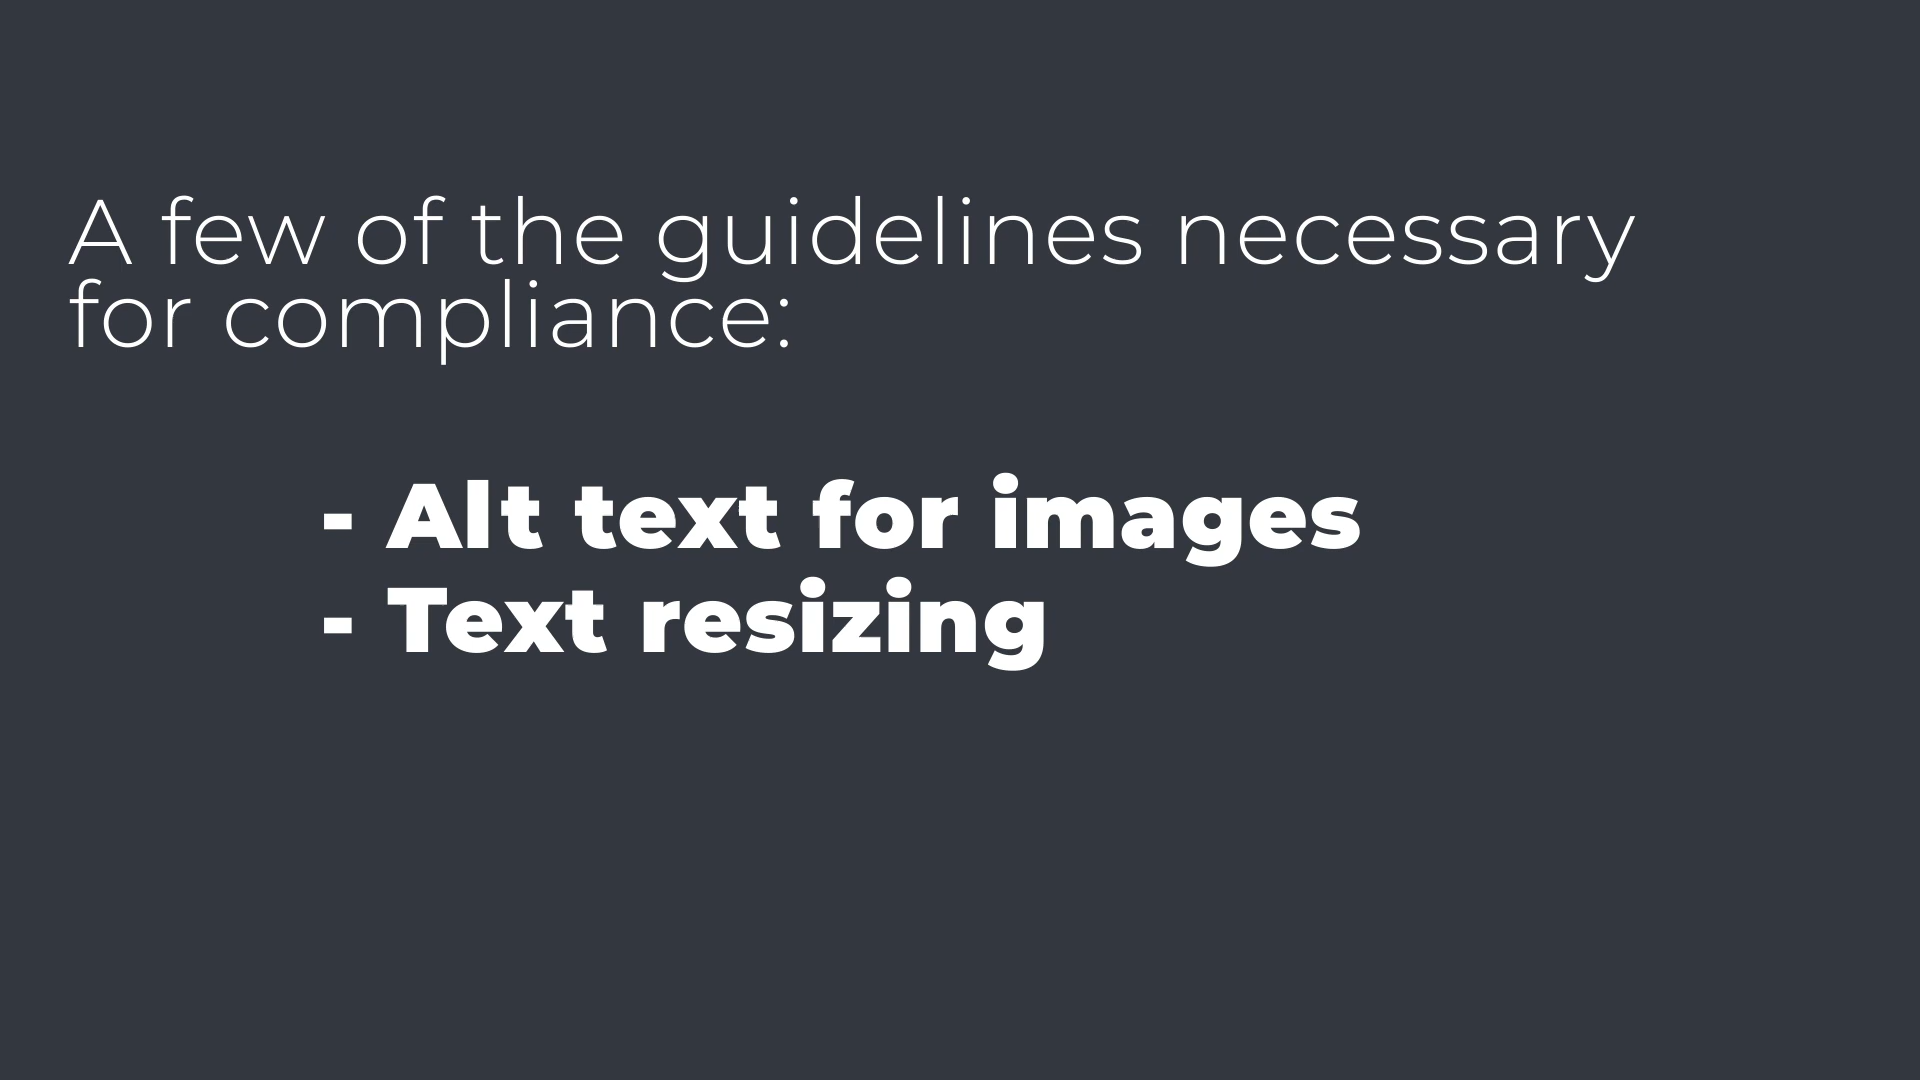 A few of the guidelines necessary
for compliance:
- Alt text for images
- Text resizing